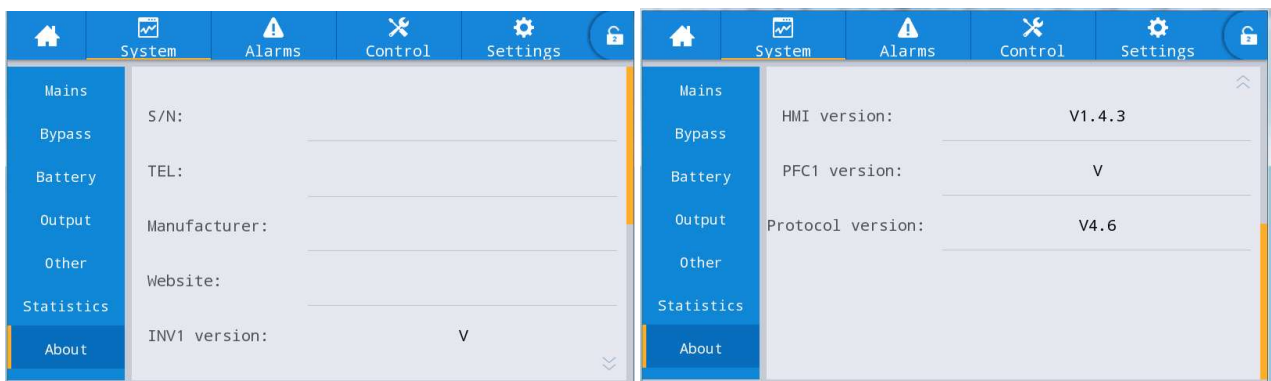 System Alarms Control Settings
Mains
Bypass
Battery
Output
Other
Statistics
About
S/N:
TEL:
Manufacturer:
Website:
INV1 version: V
System Alarms Control Settings
Mains
Bypass
Battery
Output
Other
Statistics
About
HMI version: V1.4.3
PFC1 version: V
Protocol version: V4.6